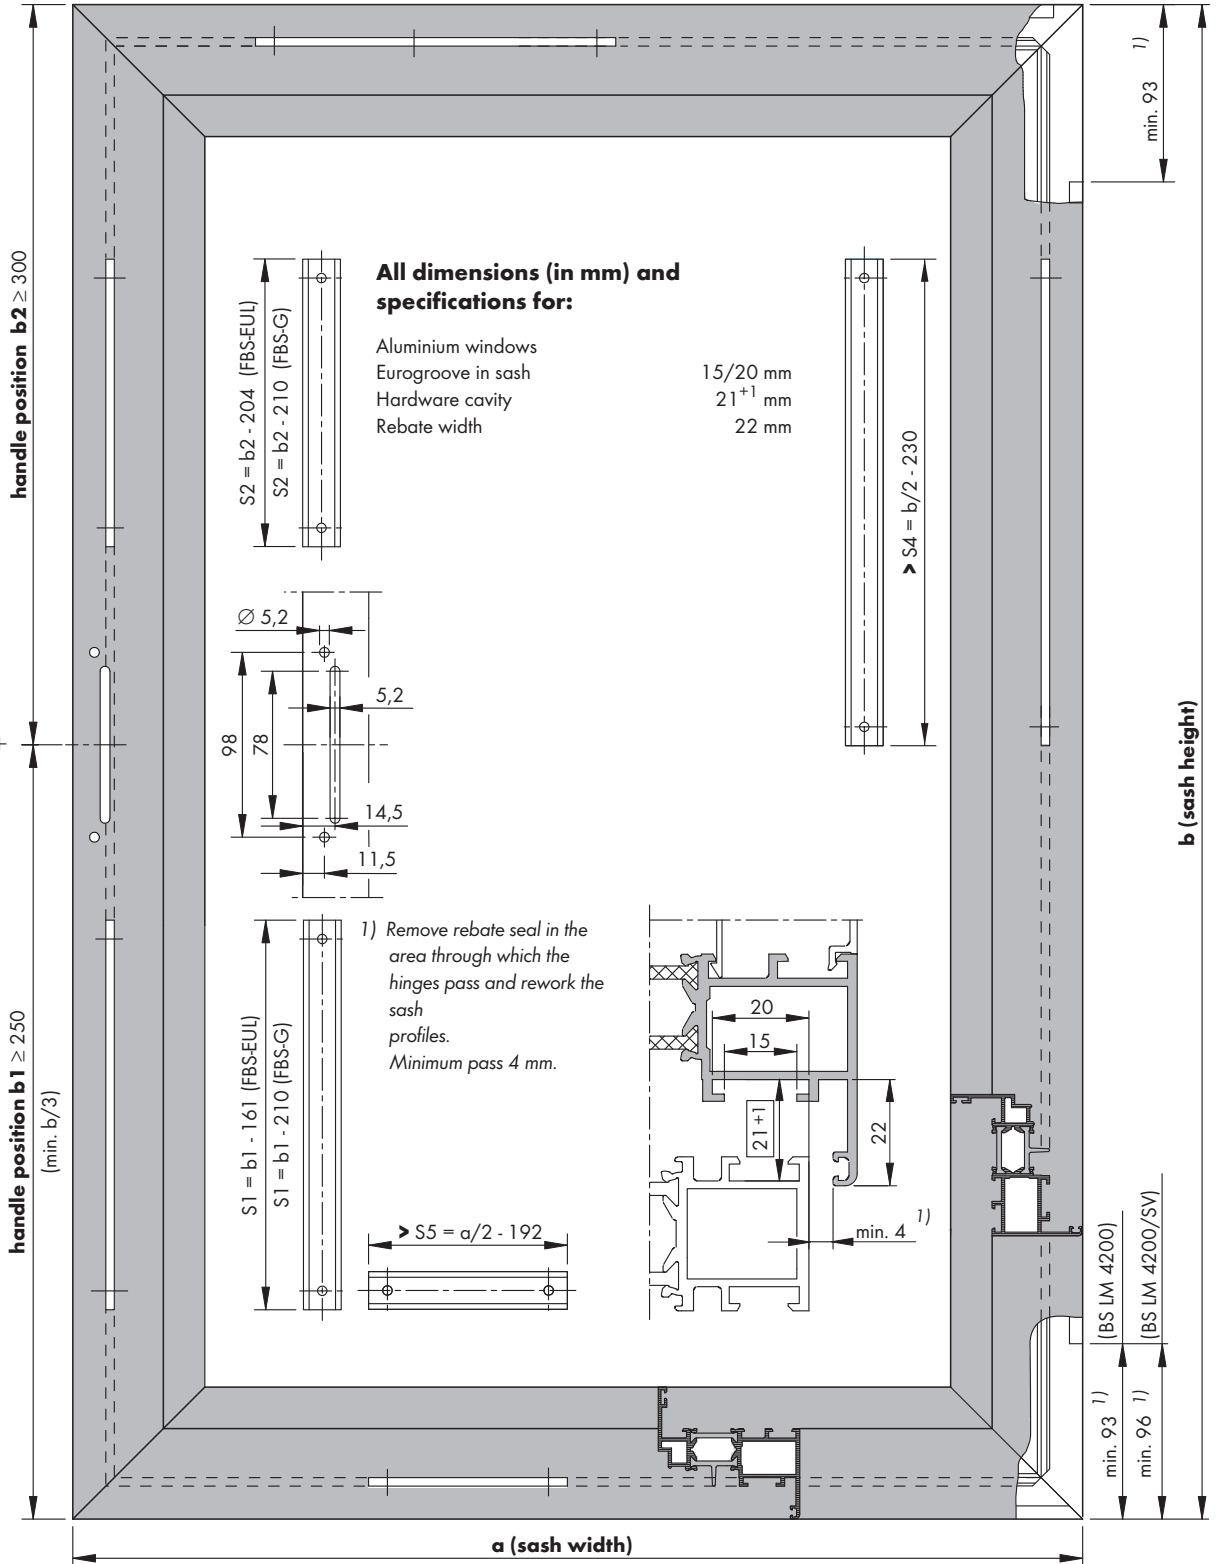 min. 93 1)
handle position b2 ≥ 300
S2 = b2 - 204 (FBS-EUL)
S2 = b2 - 210 (FBS-G)
All dimensions (in mm) and
specifications for:
Aluminium windows
Eurogroove in sash 15/20 mm
Hardware cavity 21+1 mm
Rebate width 22 mm
> S4 = b/2 - 230
Ø 5,2
5,2
98
78
14,5
11,5
b (sash height)
handle position b1 ≥ 250
(min. b/3)
S1 = b1 - 161 (FBS-EUL)
S1 = b1 - 210 (FBS-G)
1) Remove rebate seal in the
area through which the
hinges pass and rework the
sash
profiles.
Minimum pass 4 mm.
20
15
21+1
22
min. 4 1)
> S5 = a/2 - 192
min. 93 1) (BS LM 4200)
min. 96 1) (BS LM 4200/SV)
a (sash width)